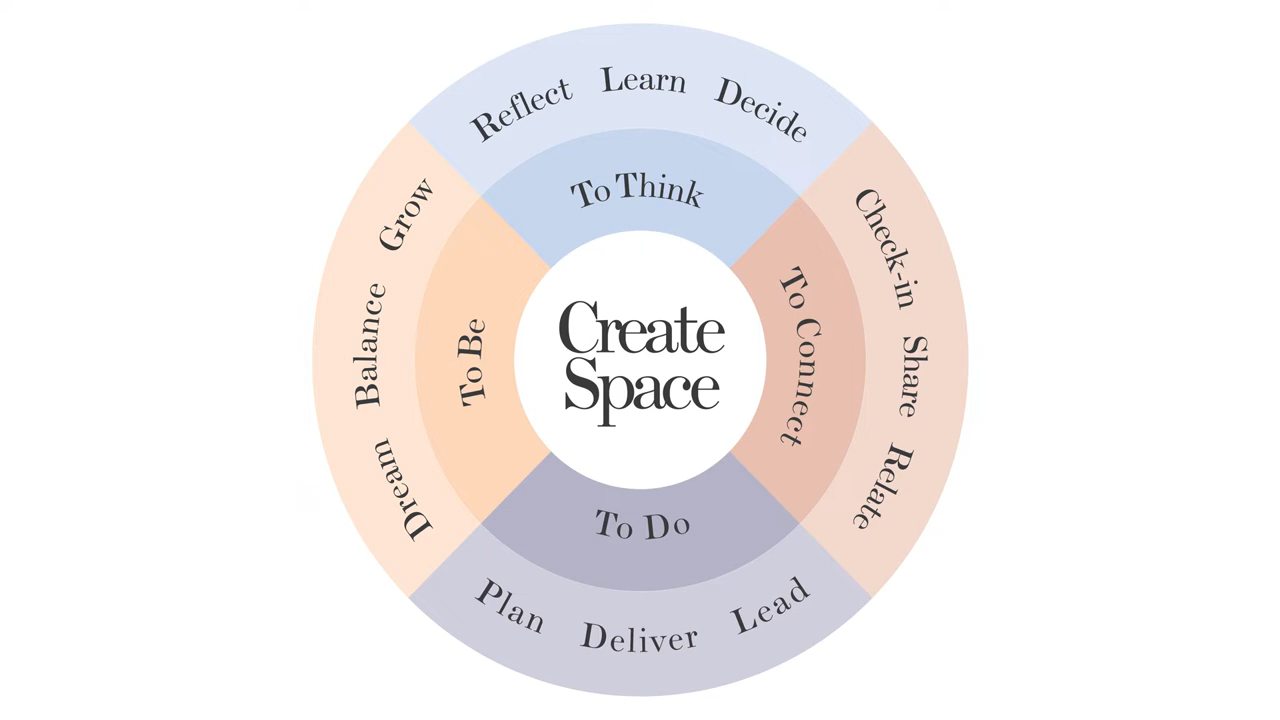 Create
Space
To Think
Reflect Learn Decide
To Connect
Check-in Share Relate
To Do
Plan Deliver Lead
To Be
Dream Balance Grow